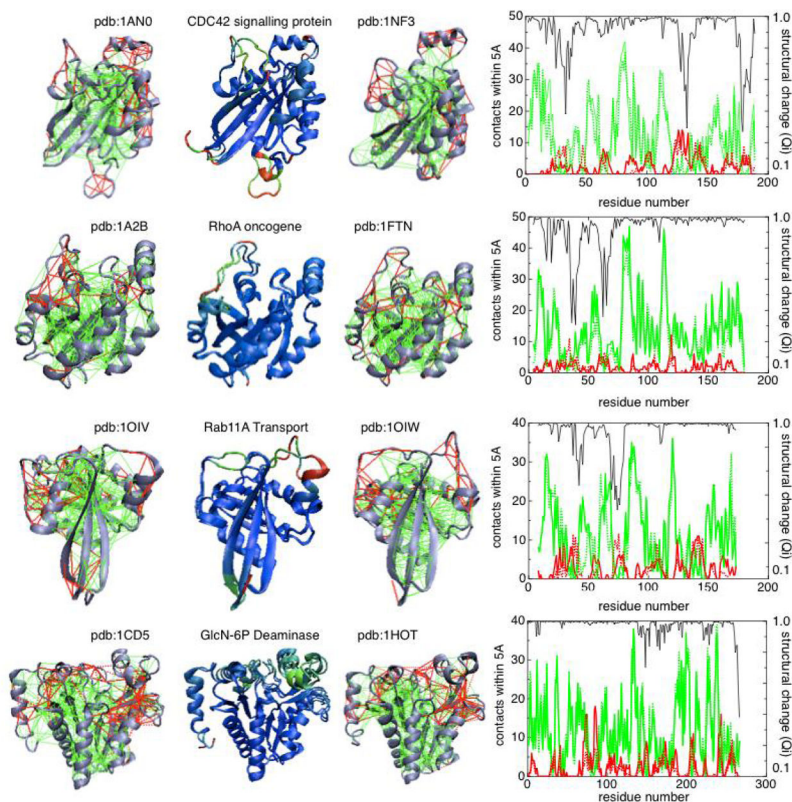 pdb:1AN0 CDC42 signalling protein pdb:1NF3
50
40
30
20
10
0
contacts within 5A
1.0
0.1
structural change (Qi)
0 50 100 150 200
residue number
pdb:1A2B RhoA oncogene pdb:1FTN
50
40
30
20
10
0
contacts within 5A
1.0
0.1
structural change (Qi)
0 50 100 150 200
residue number
pdb:1OIV Rab11A Transport pdb:1OIW
40
30
20
10
0
contacts within 5A
1.0
0.1
structural change (Qi)
0 50 100 150 200
residue number
pdb:1CD5 GlcN-6P Deaminase pdb:1HOT
40
30
20
10
0
contacts within 5A
1.0
0.1
structural change (Qi)
0 50 100 150 200 250 300
residue number